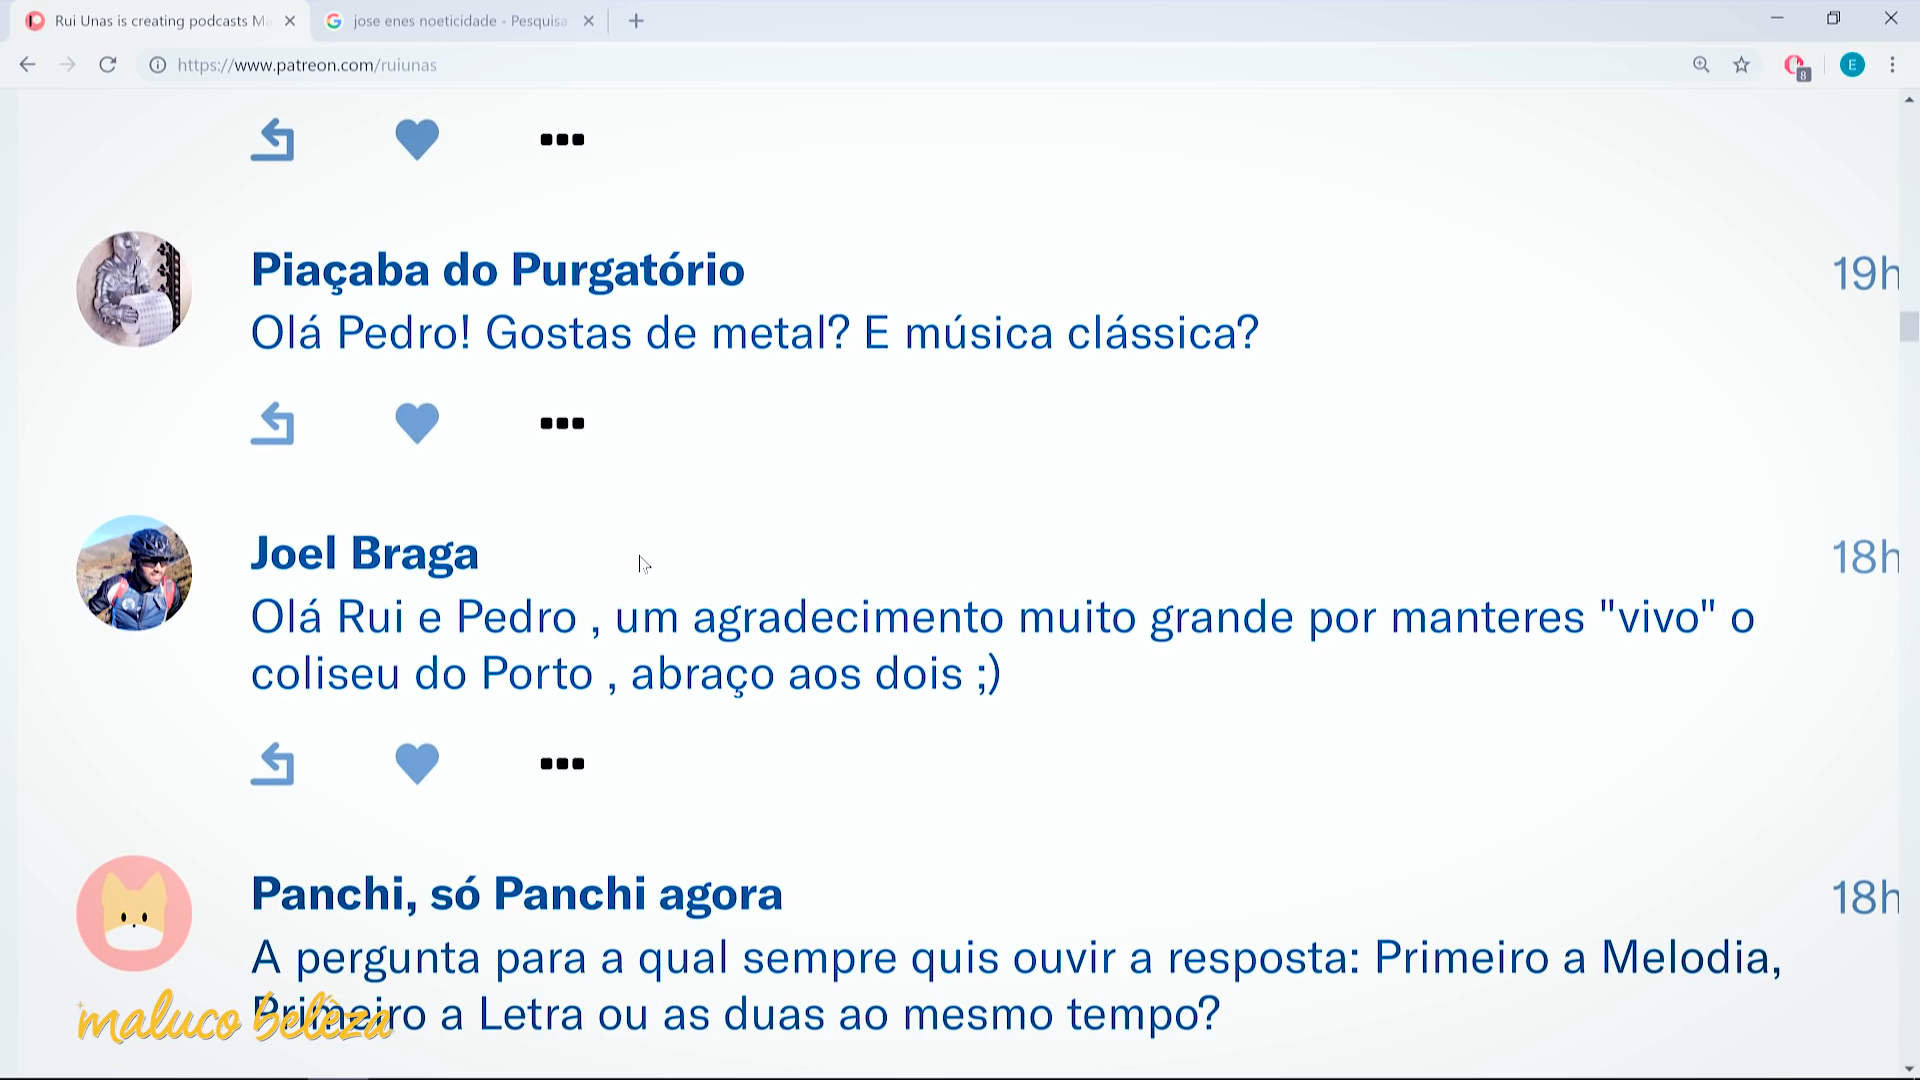 Rui Unas is creating podcasts Ma
jose enes noeticidade - Pesquisa
https://www.patreon.com/ruiunas
8
E
Piaçaba do Purgatório
19h
Olá Pedro! Gostas de metal? E música clássica?
Joel Braga
18h
Olá Rui e Pedro , um agradecimento muito grande por manteres "vivo" o
coliseu do Porto , abraço aos dois ;)
Panchi, só Panchi agora
18h
A pergunta para a qual sempre quis ouvir a resposta: Primeiro a Melodia,
Primeiro a Letra ou as duas ao mesmo tempo?
maluco beleza